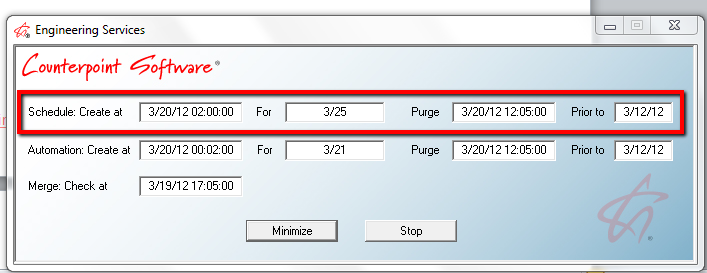 Engineering Services
Counterpoint Software®
Schedule: Create at 3/20/12 02:00:00 For 3/25 Purge 3/20/12 12:05:00 Prior to 3/12/12
Automation: Create at 3/20/12 00:02:00 For 3/21 Purge 3/20/12 12:05:00 Prior to 3/12/12
Merge: Check at 3/19/12 17:05:00
Minimize Stop
®